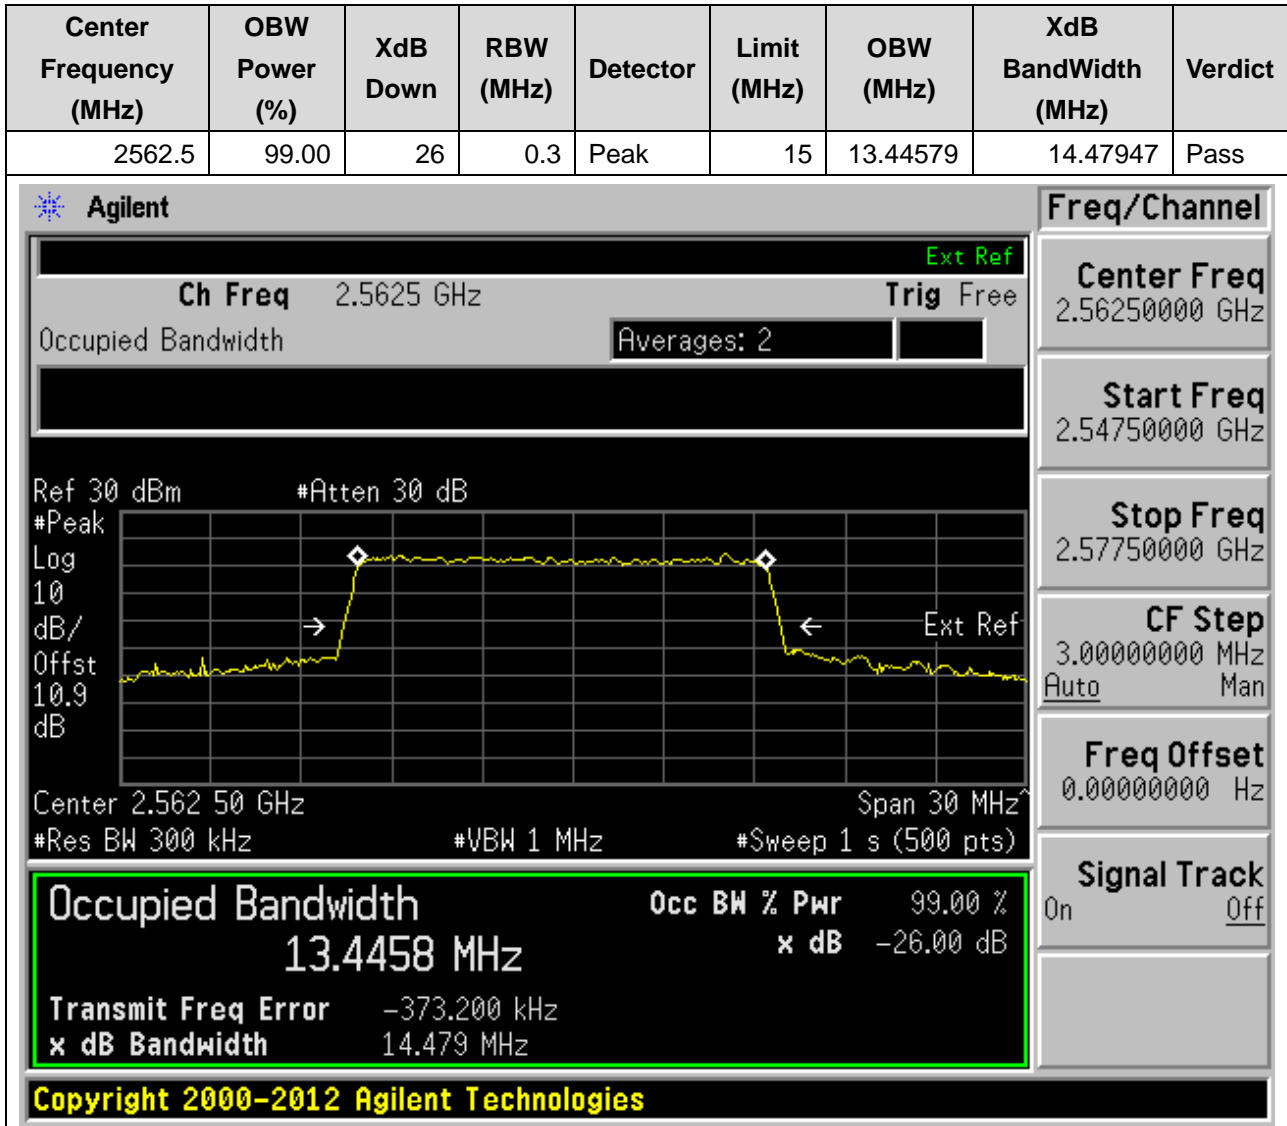 Center Frequency (MHz) OBW Power (%) XdB Down RBW (MHz) Detector Limit (MHz) OBW (MHz) XdB BandWidth (MHz) Verdict
2562.5 99.00 26 0.3 Peak 15 13.44579 14.47947 Pass
Agilent
Freq/Channel
Ext Ref
Ch Freq 2.5625 GHz Trig Free
Occupied Bandwidth Averages: 2
Center Freq
2.56250000 GHz
Start Freq
2.54750000 GHz
Stop Freq
2.57750000 GHz
CF Step
3.00000000 MHz
Auto Man
Freq Offset
0.00000000 Hz
Signal Track
On Off
Ref 30 dBm #Atten 30 dB
#Peak
Log
10
dB/
Offst
10.9
dB
Ext Ref
Center 2.562 50 GHz Span 30 MHz^
#Res BW 300 kHz #VBW 1 MHz #Sweep 1 s (500 pts)
Occupied Bandwidth
13.4458 MHz
Occ BW % Pwr 99.00 %
x dB -26.00 dB
Transmit Freq Error -373.200 kHz
x dB Bandwidth 14.479 MHz
Copyright 2000-2012 Agilent Technologies